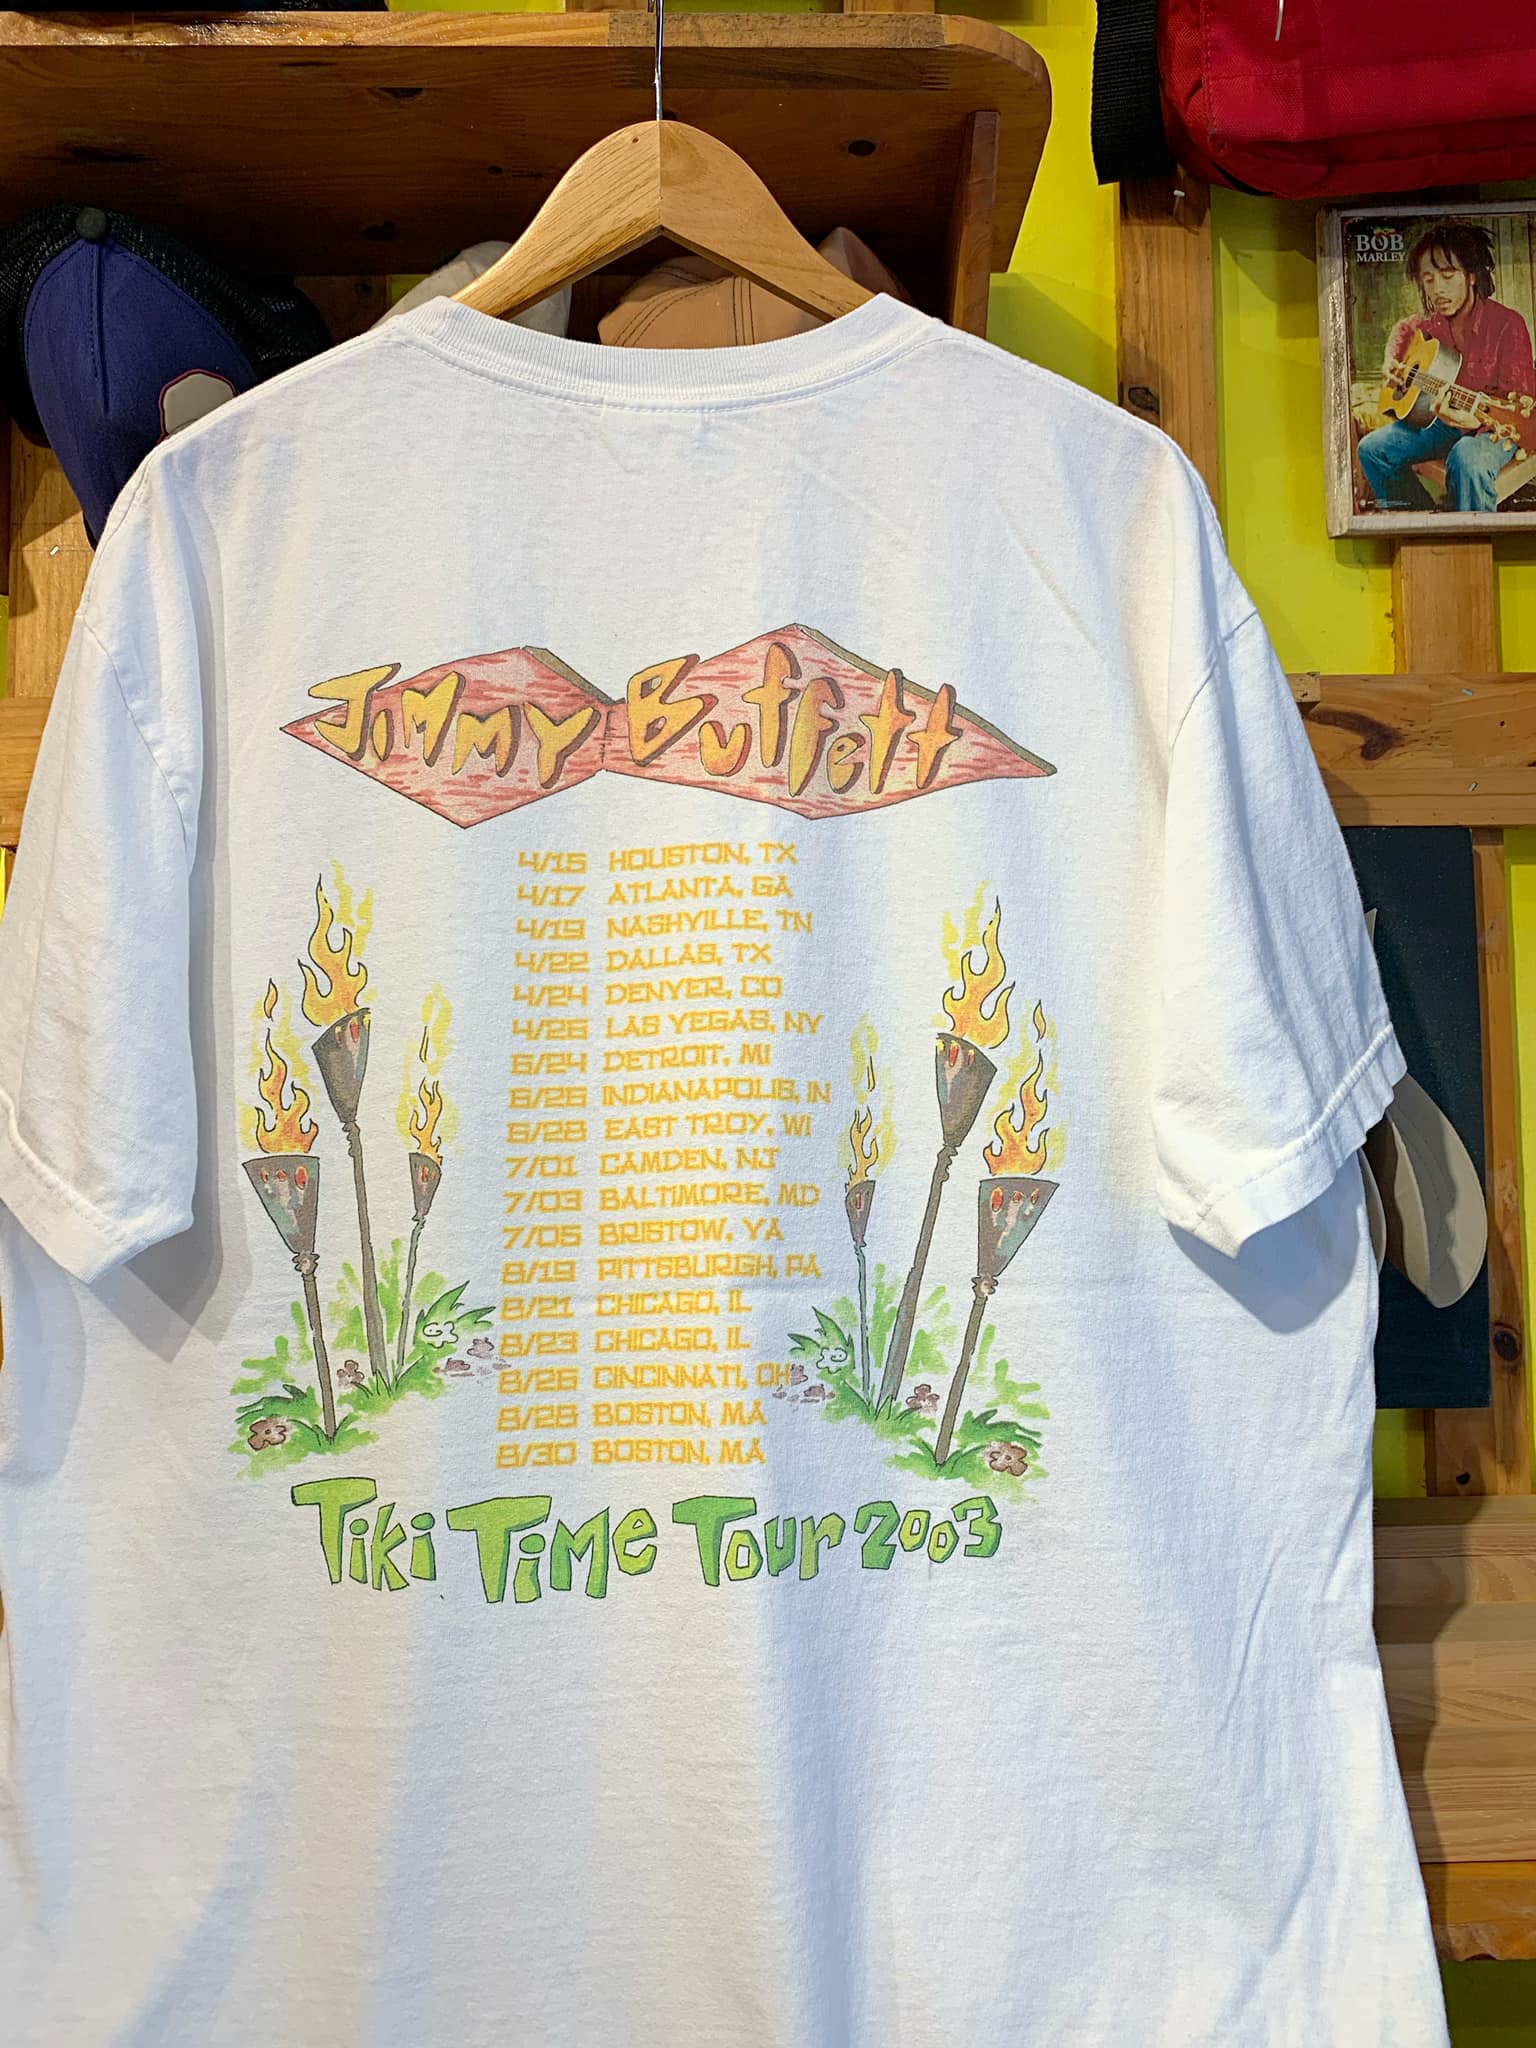 BOB
MARLEY
Jimmy Buffett
4/15 HOUSTON, TX
4/17 ATLANTA, GA
4/19 NASHVILLE, TN
4/22 DALLAS, TX
4/24 DENVER, CO
4/26 LAS VEGAS, NV
6/24 DETROIT, MI
6/26 INDIANAPOLIS, IN
6/28 EAST TROY, WI
7/01 CAMDEN, NJ
7/03 BALTIMORE, MD
7/05 BRISTOW, VA
8/19 PITTSBURGH, PA
8/21 CHICAGO, IL
8/23 CHICAGO, IL
8/26 CINCINNATI, OH
8/28 BOSTON, MA
8/30 BOSTON, MA
Tiki Time Tour 2003